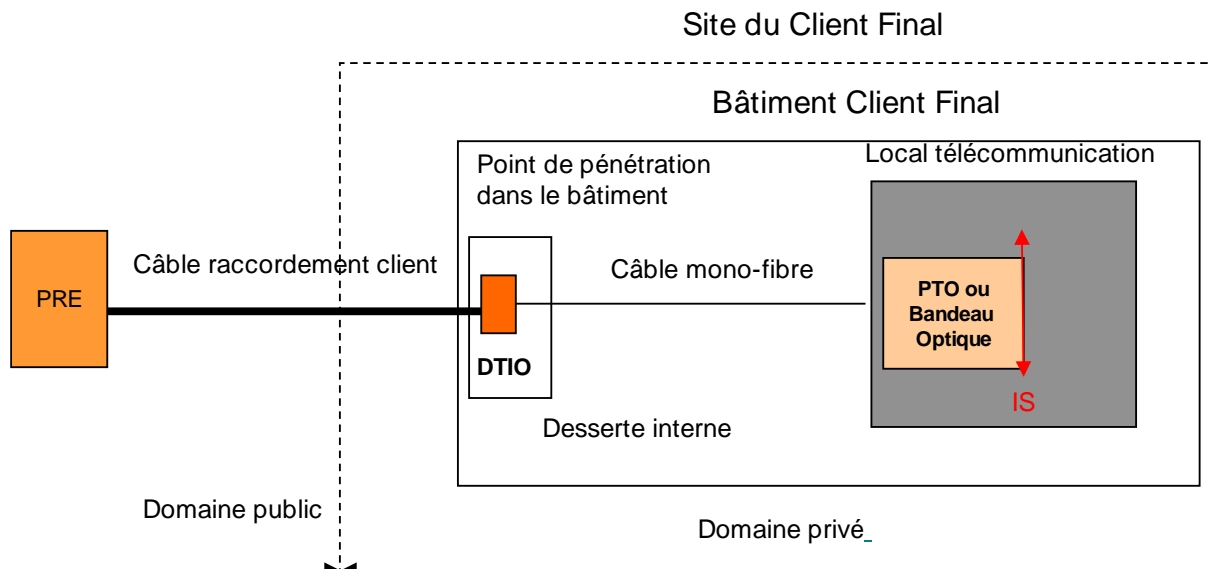 Site du Client Final
Bâtiment Client Final
Point de pénétration
dans le bâtiment
Local télécommunication
PRE
Câble raccordement client
Câble mono-fibre
PTO ou
Bandeau
Optique
DTIO
IS
Desserte interne
Domaine public
Domaine privé